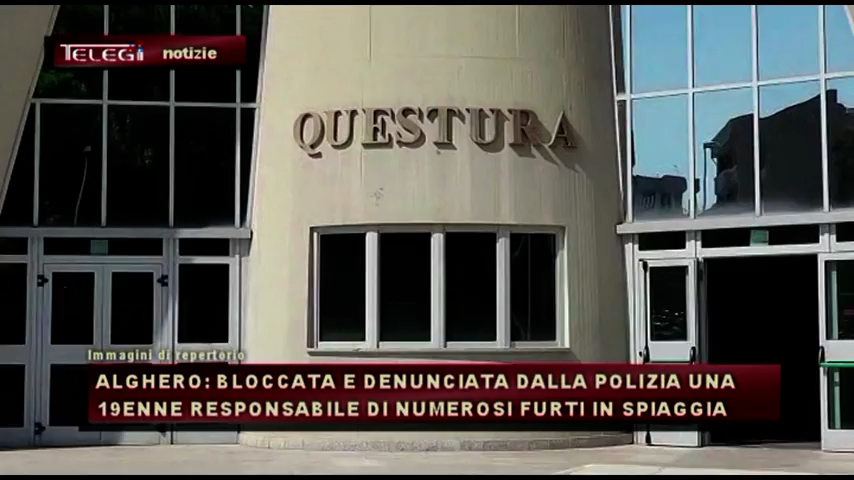 TELEGI notizie
QUESTURA
Immagini di repertorio
ALGHERO: BLOCCATA E DENUNCIATA DALLA POLIZIA UNA
19ENNE RESPONSABILE DI NUMEROSI FURTI IN SPIAGGIA